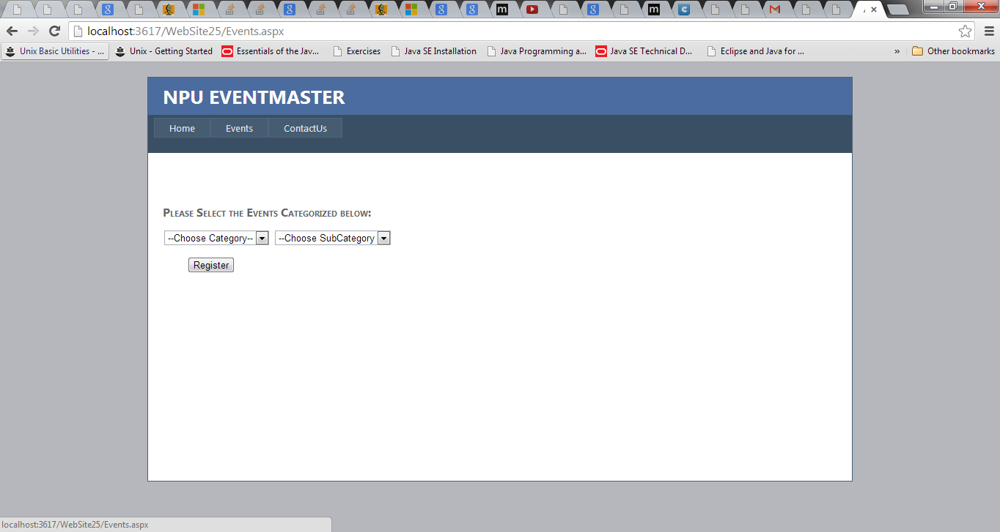 localhost:3617/WebSite25/Events.aspx
Unix Basic Utilities - ... Unix - Getting Started Essentials of the Jav... Exercises Java SE Installation Java Programming a... Java SE Technical D... Eclipse and Java for ... » Other bookmarks
NPU EVENTMASTER
Home Events ContactUs
Please Select the Events Categorized below:
--Choose Category-- --Choose SubCategory
Register
localhost:3617/WebSite25/Events.aspx